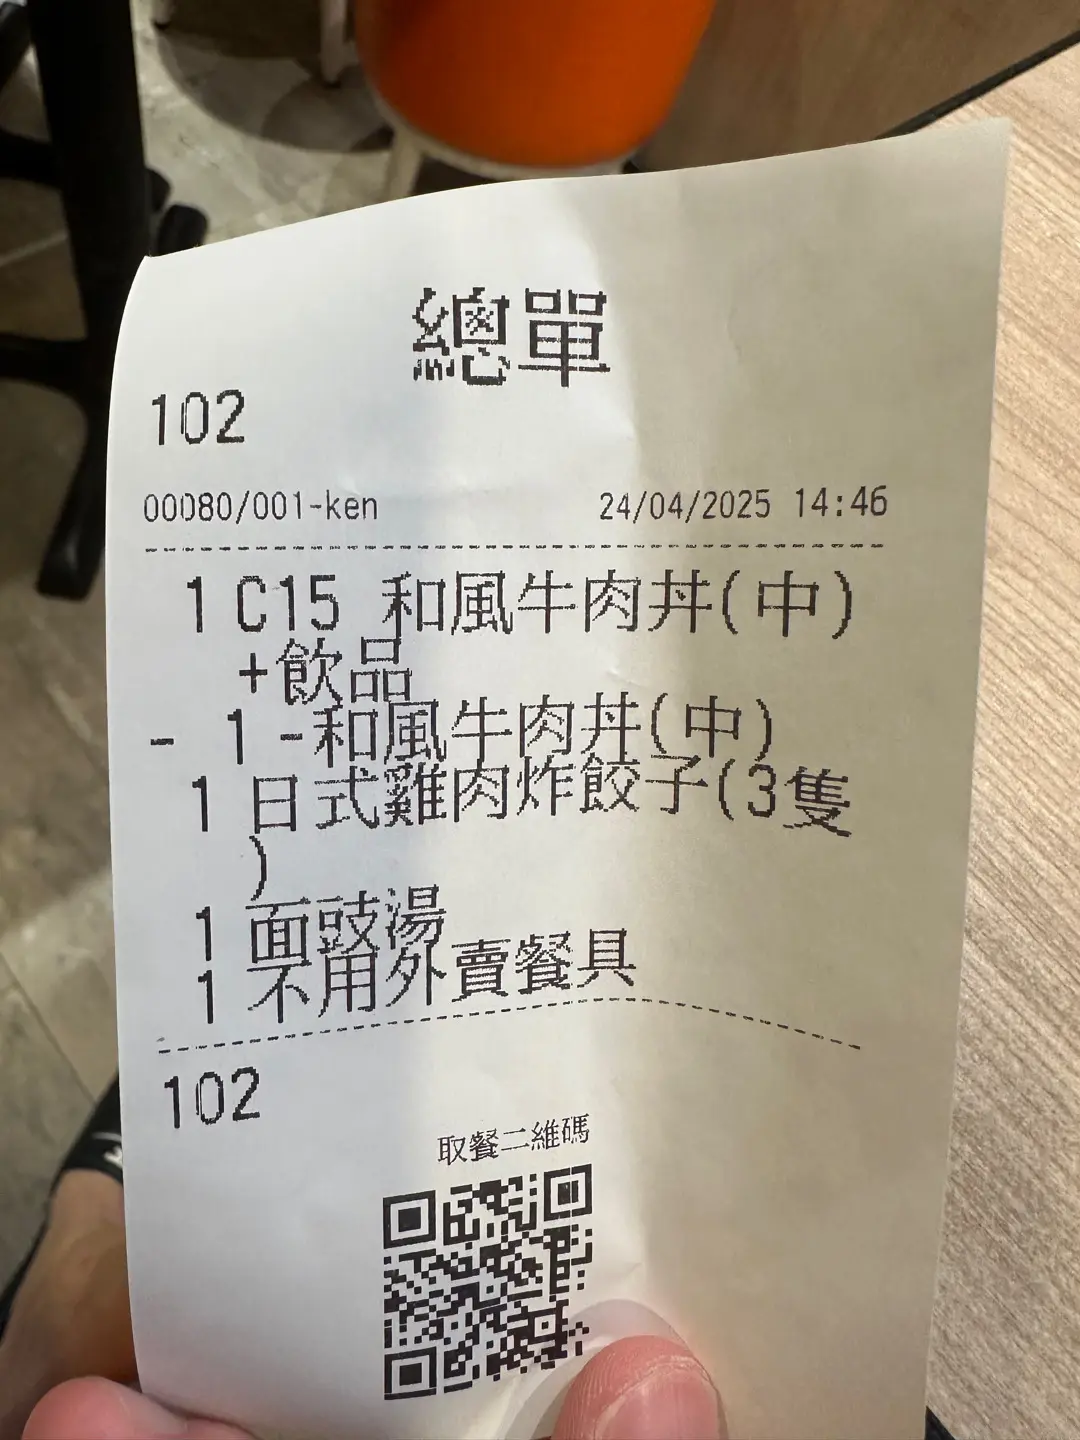 總單
102
00080/001-ken 24/04/2025 14:46
1 C15 和風牛肉丼(中)
+飲品
- 1 -和風牛肉丼(中)
1 日式雞肉炸餃子(3隻
)
1 面豉湯
1 不用外賣餐具
102
取餐二維碼